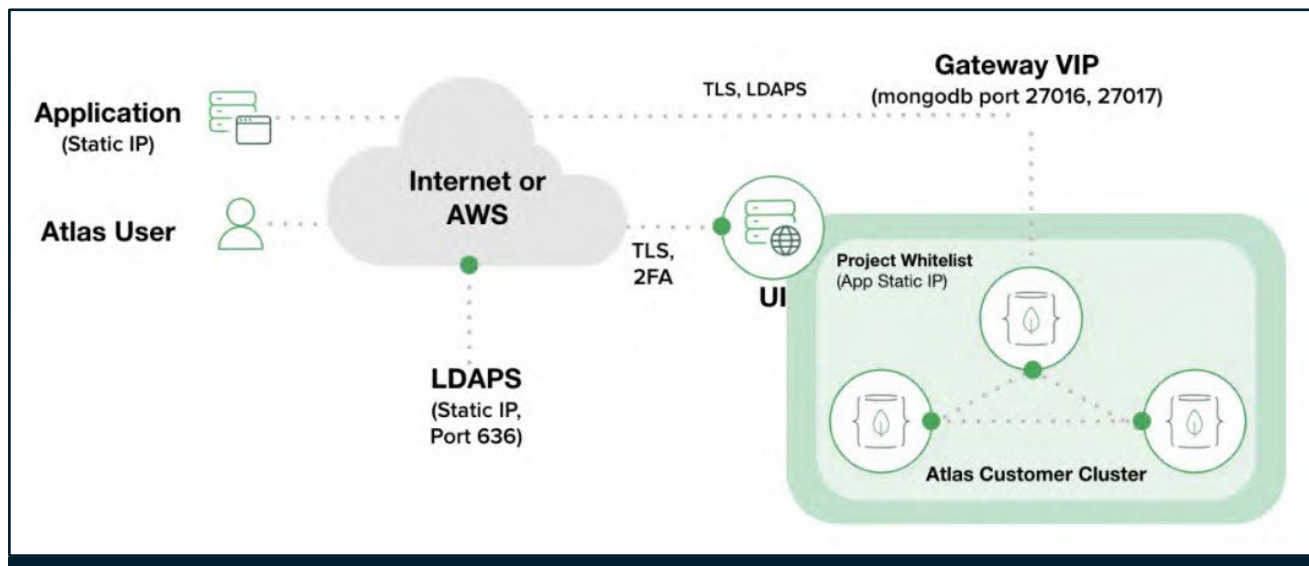 Gateway VIP
(mongodb port 27016, 27017)
TLS, LDAPS
Application
(Static IP)
Internet or
AWS
Atlas User
TLS,
2FA
UI
Project Whitelist
(App Static IP)
LDAPS
(Static IP,
Port 636)
Atlas Customer Cluster